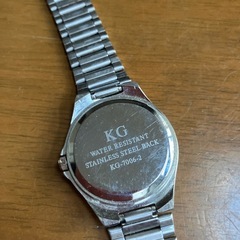 KG
WATER RESISTANT
STAINLESS STEEL BACK
KG-7006-2